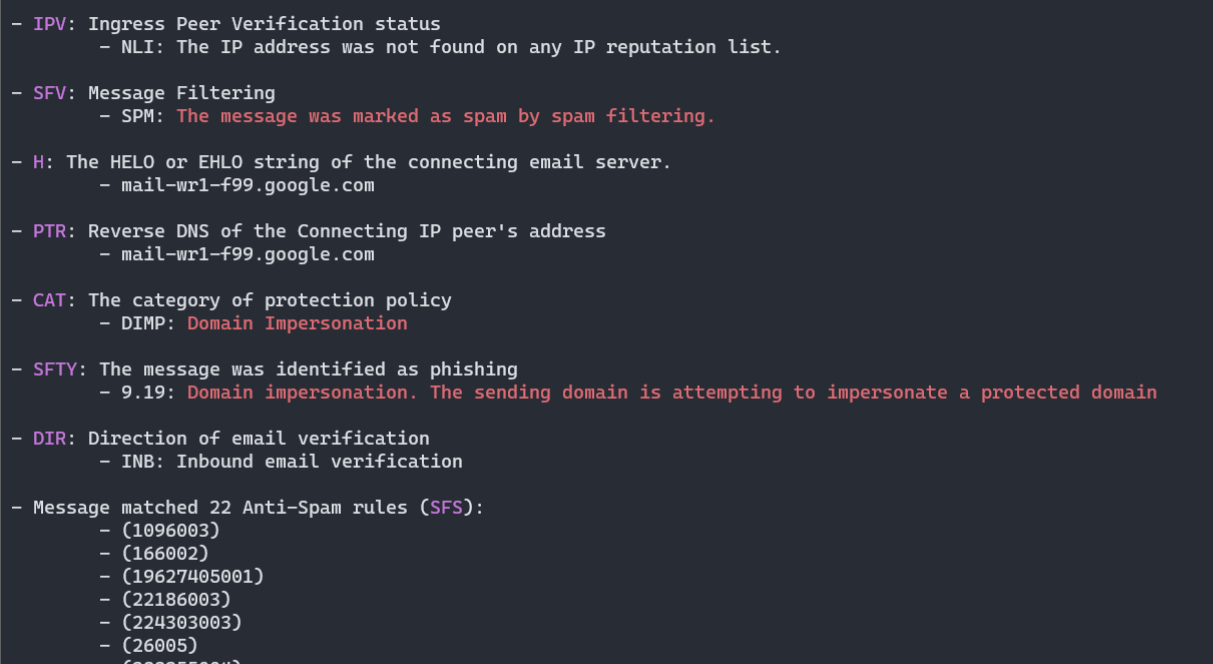 - IPV: Ingress Peer Verification status
- NLI: The IP address was not found on any IP reputation list.
- SFV: Message Filtering
- SPM: The message was marked as spam by spam filtering.
- H: The HELO or EHLO string of the connecting email server.
- mail-wr1-f99.google.com
- PTR: Reverse DNS of the Connecting IP peer's address
- mail-wr1-f99.google.com
- CAT: The category of protection policy
- DIMP: Domain Impersonation
- SFTY: The message was identified as phishing
- 9.19: Domain impersonation. The sending domain is attempting to impersonate a protected domain
- DIR: Direction of email verification
- INB: Inbound email verification
- Message matched 22 Anti-Spam rules (SFS):
- (1096003)
- (166002)
- (19627405001)
- (22186003)
- (224303003)
- (26005)